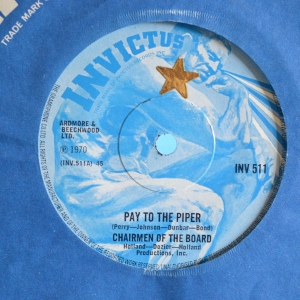 TRADE MARK
INVICTUS
ARDMORE &
BEECHWOOD
LTD.
℗ 1970
(INV.511A) 45
INV 511
PAY TO THE PIPER
(Perry—Johnson—Dunbar—Bond)
CHAIRMEN OF THE BOARD
Holland—Dozier—Holland
Productions, Inc.